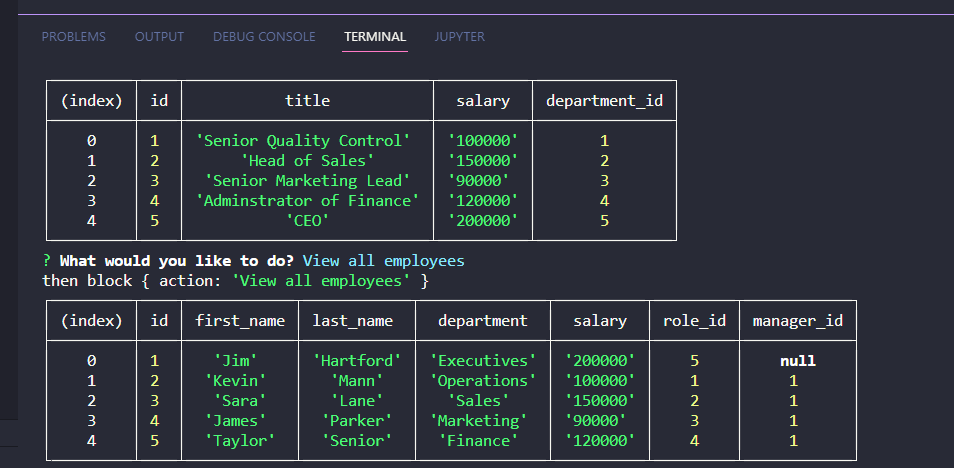 PROBLEMS OUTPUT DEBUG CONSOLE TERMINAL JUPYTER
(index) id title salary department_id
0 1 'Senior Quality Control' '100000' 1
1 2 'Head of Sales' '150000' 2
2 3 'Senior Marketing Lead' '90000' 3
3 4 'Adminstrator of Finance' '120000' 4
4 5 'CEO' '200000' 5
? What would you like to do? View all employees
then block { action: 'View all employees' }
(index) id first_name last_name department salary role_id manager_id
0 1 'Jim' 'Hartford' 'Executives' '200000' 5 null
1 2 'Kevin' 'Mann' 'Operations' '100000' 1 1
2 3 'Sara' 'Lane' 'Sales' '150000' 2 1
3 4 'James' 'Parker' 'Marketing' '90000' 3 1
4 5 'Taylor' 'Senior' 'Finance' '120000' 4 1